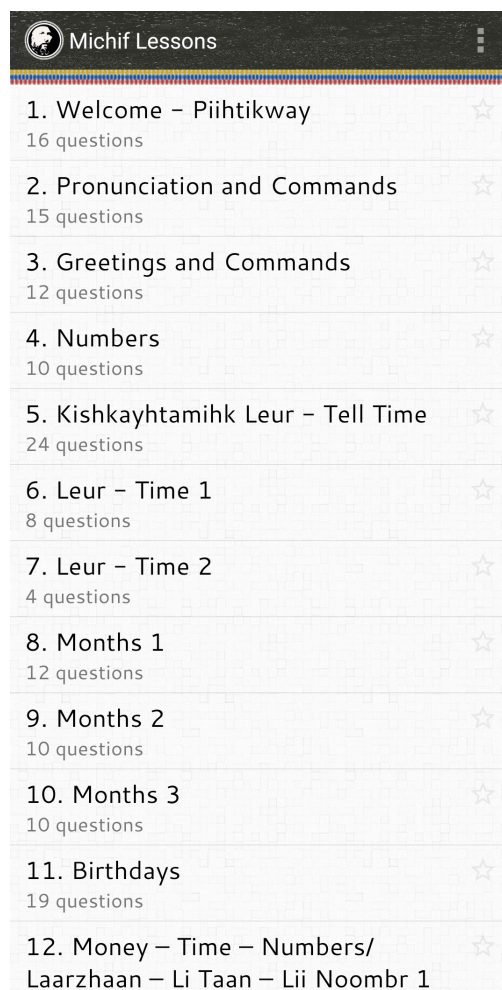 Michif Lessons
1. Welcome – Piihtikway
16 questions
2. Pronunciation and Commands
15 questions
3. Greetings and Commands
12 questions
4. Numbers
10 questions
5. Kishkayhtamihk Leur – Tell Time
24 questions
6. Leur – Time 1
8 questions
7. Leur – Time 2
4 questions
8. Months 1
12 questions
9. Months 2
10 questions
10. Months 3
10 questions
11. Birthdays
19 questions
12. Money – Time – Numbers/
Laarzhaan – Li Taan – Lii Noombr 1